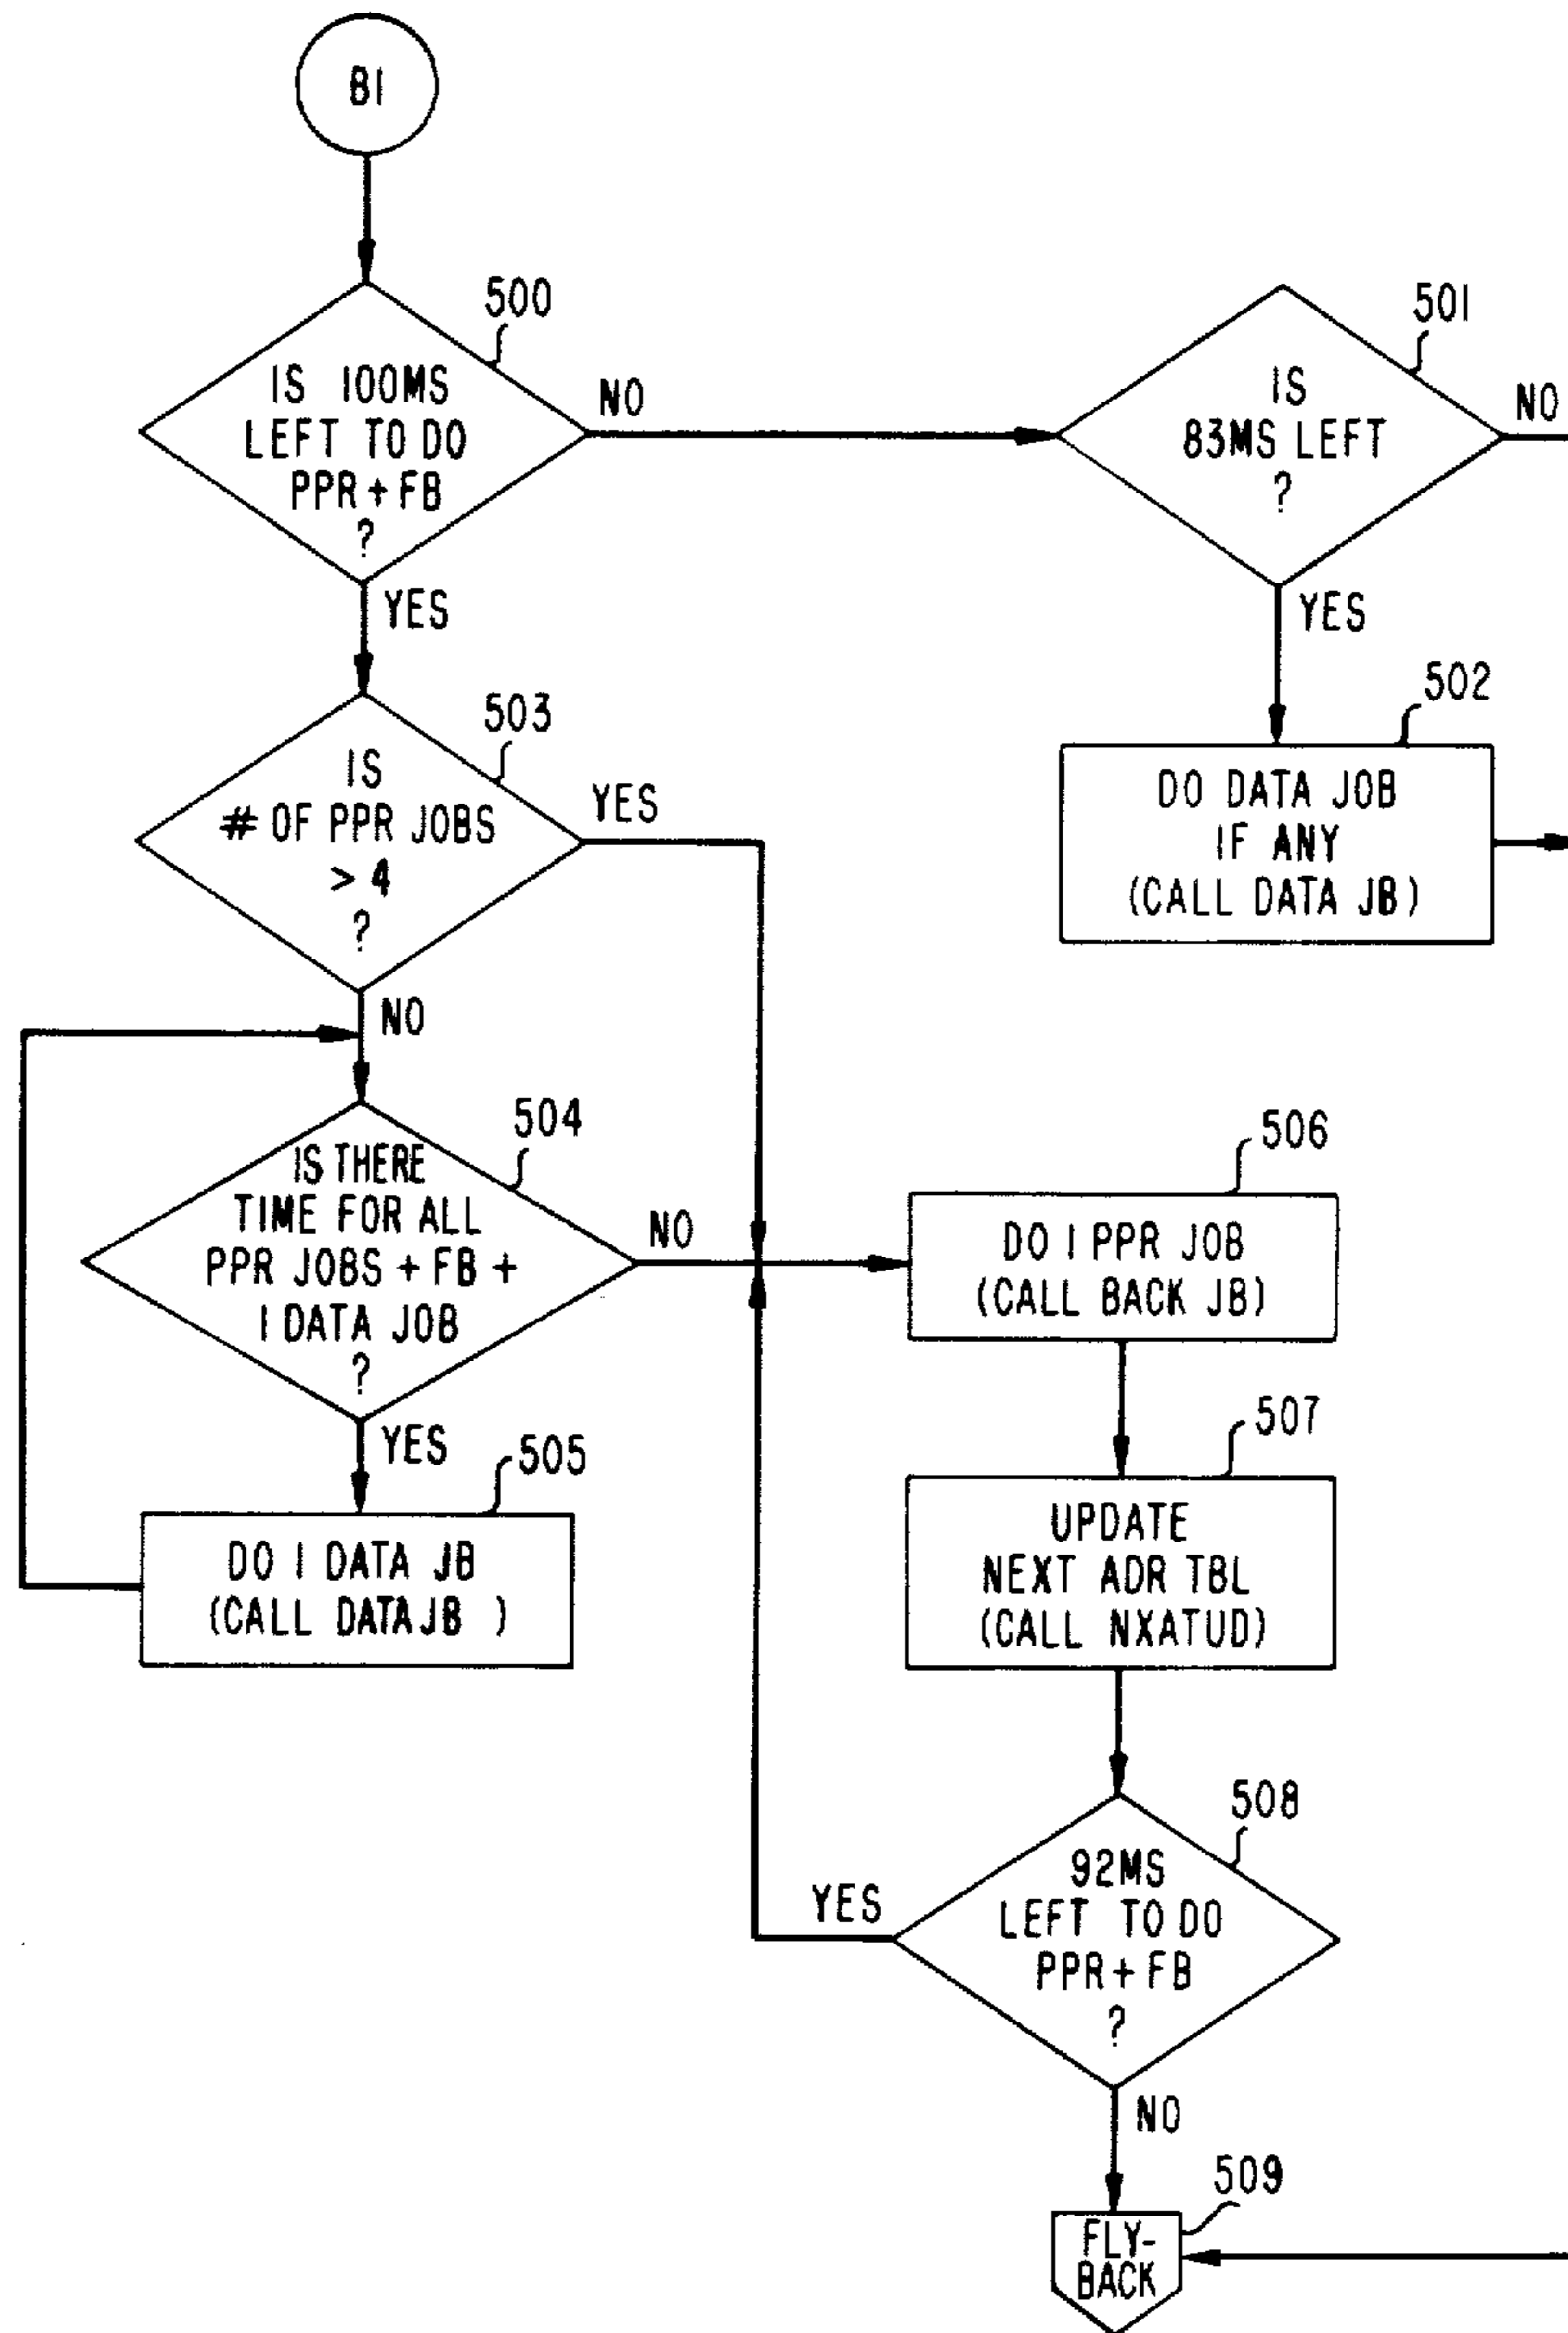 B1
500
IS 100MS
LEFT TO DO
PPR + FB
?
NO
YES
501
IS
83MS LEFT
?
NO
YES
502
DO DATA JOB
IF ANY
(CALL DATA JB)
503
IS
# OF PPR JOBS
> 4
?
YES
NO
504
IS THERE
TIME FOR ALL
PPR JOBS + FB +
1 DATA JOB
?
NO
YES
505
DO 1 DATA JB
(CALL DATAJB )
506
DO 1 PPR JOB
(CALL BACK JB)
507
UPDATE
NEXT ADR TBL
(CALL NXATUD)
508
92MS
LEFT TO DO
PPR + FB
?
YES
NO
509
FLY-
BACK